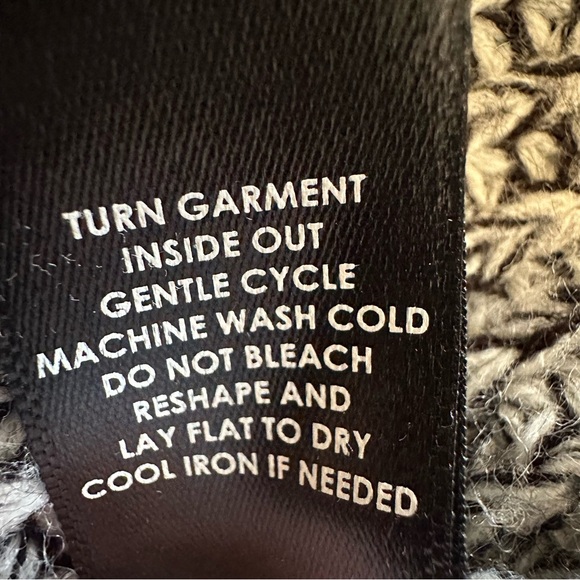 TURN GARMENT
INSIDE OUT
GENTLE CYCLE
MACHINE WASH COLD
DO NOT BLEACH
RESHAPE AND
LAY FLAT TO DRY
COOL IRON IF NEEDED